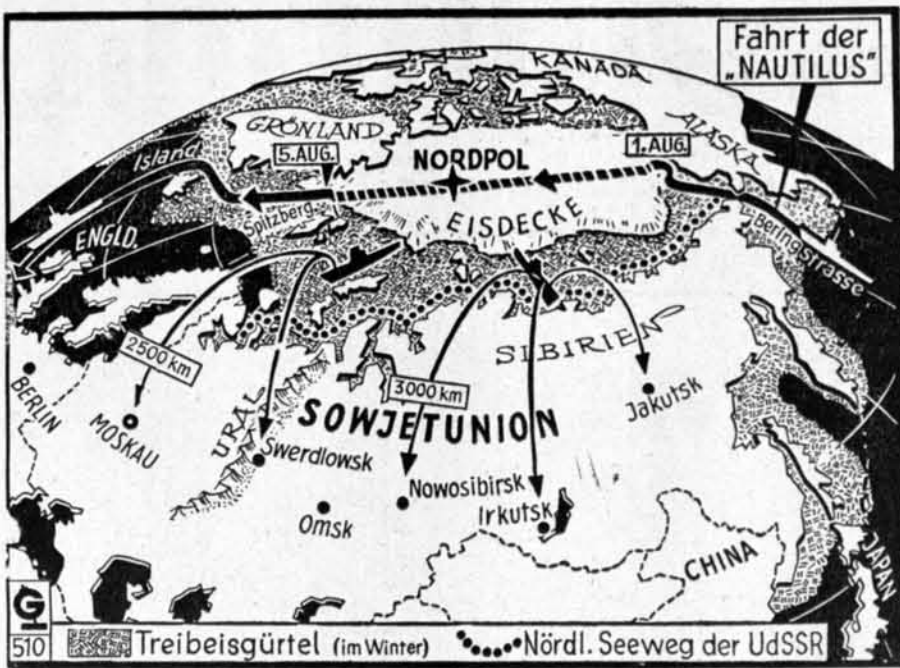 Fahrt der
„NAUTILUS"
KANADA
ALASKA
GRÖNLAND
5. AUG.
NORDPOL
1. AUG.
Island
Spitzberg.
EISDECKE
Bering Strasse
ENGLD.
SIBIRIEN
2500 km
3000 km
BERLIN
MOSKAU
URAL
SOWJETUNION
Jakutsk
Swerdlowsk
Nowosibirsk
Omsk
Irkutsk
CHINA
JAPAN
G
510
Treibeisgürtel (im Winter)
Nördl. Seeweg der UdSSR